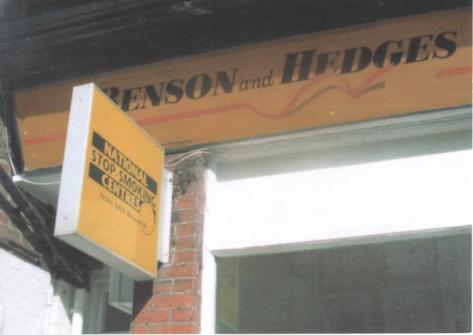 BENSON and HEDGES
NATIONAL
STOP SMOKING
CENTRES